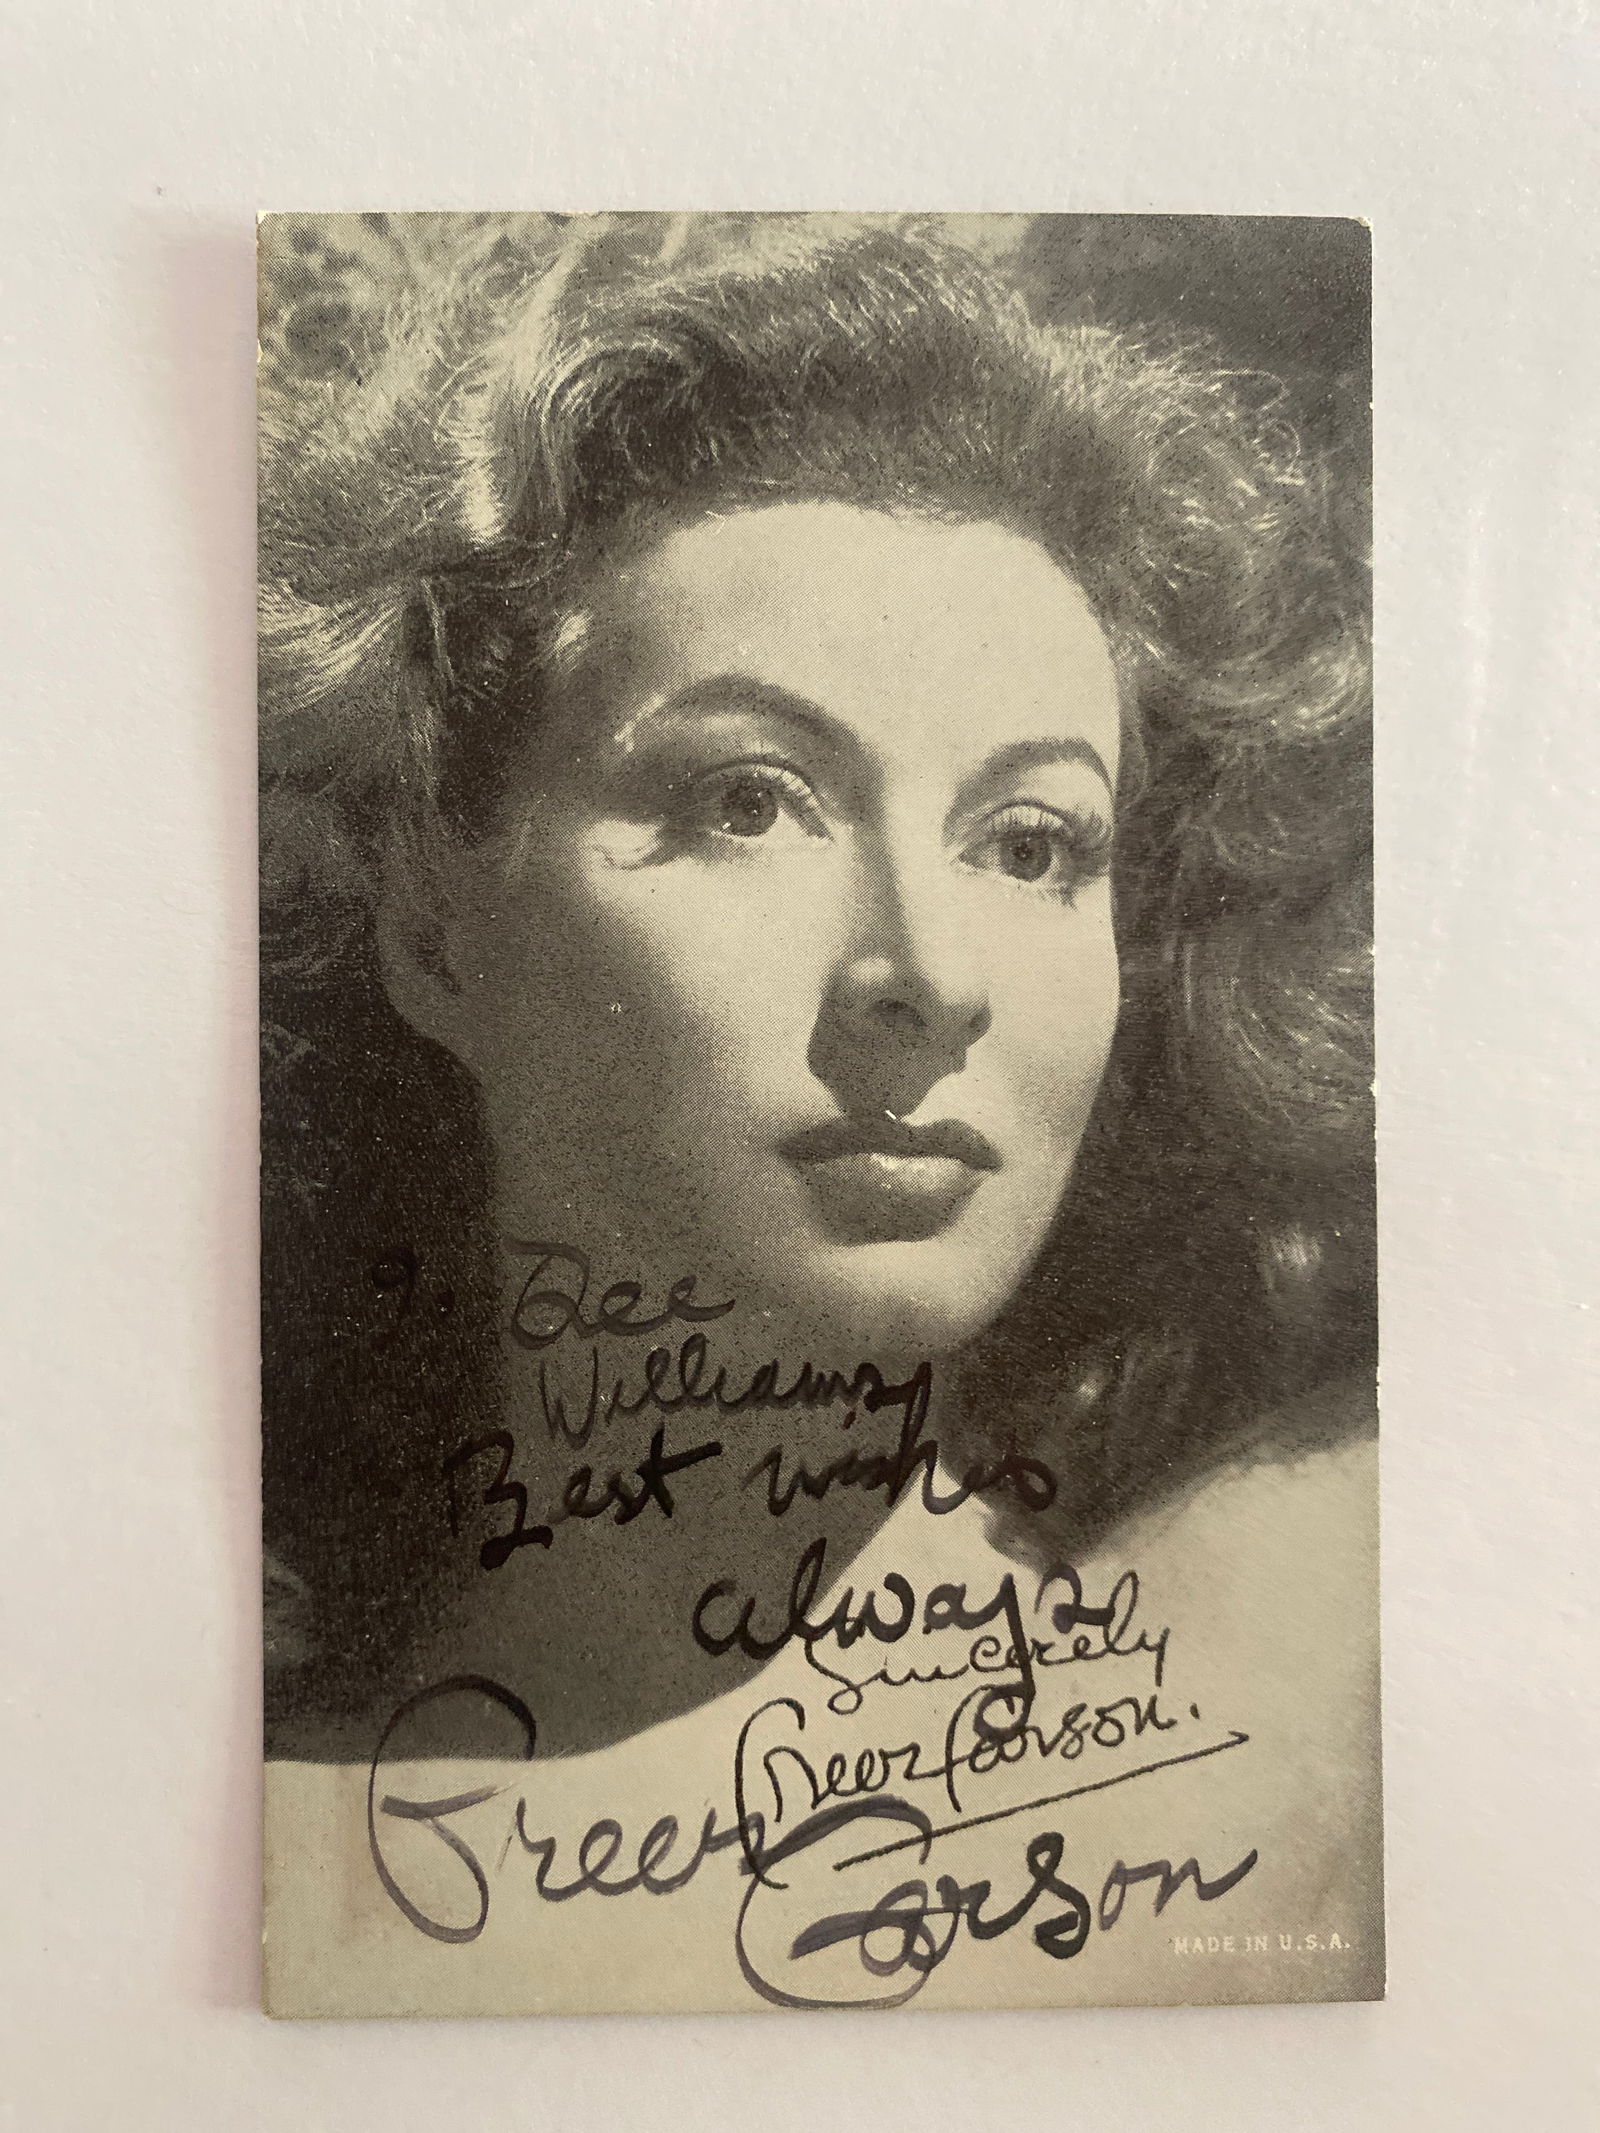 To Dee
Williams
Best wishes
always
Sincerely
Greer Garson.
Greer Garson
MADE IN U.S.A.